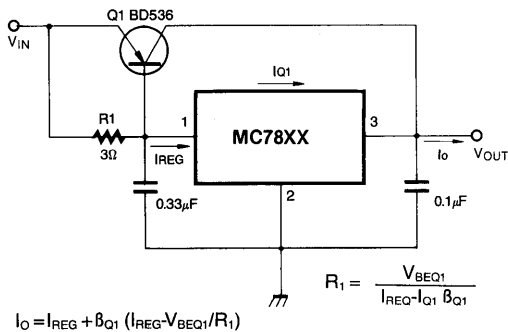 Q1 BD536
VIN
IQ1
R1
3Ω
1
MC78XX
3
IREG
IO
VOUT
0.33μF
2
0.1μF
R1 = VBEQ1 / IREQ-IQ1 βQ1
IO = IREG + βQ1 (IREG-VBEQ1/R1)